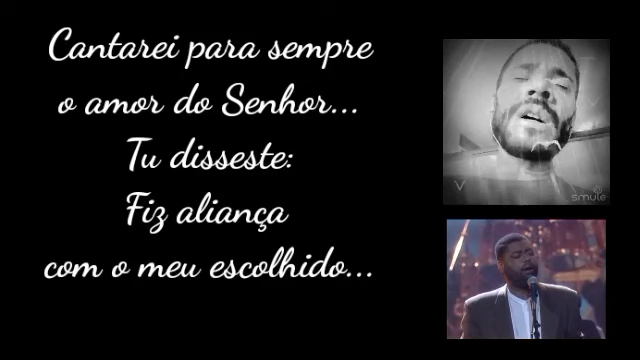 Cantarei para sempre
o amor do Senhor...
Tu disseste:
Fiz aliança
com o meu escolhido...
smule